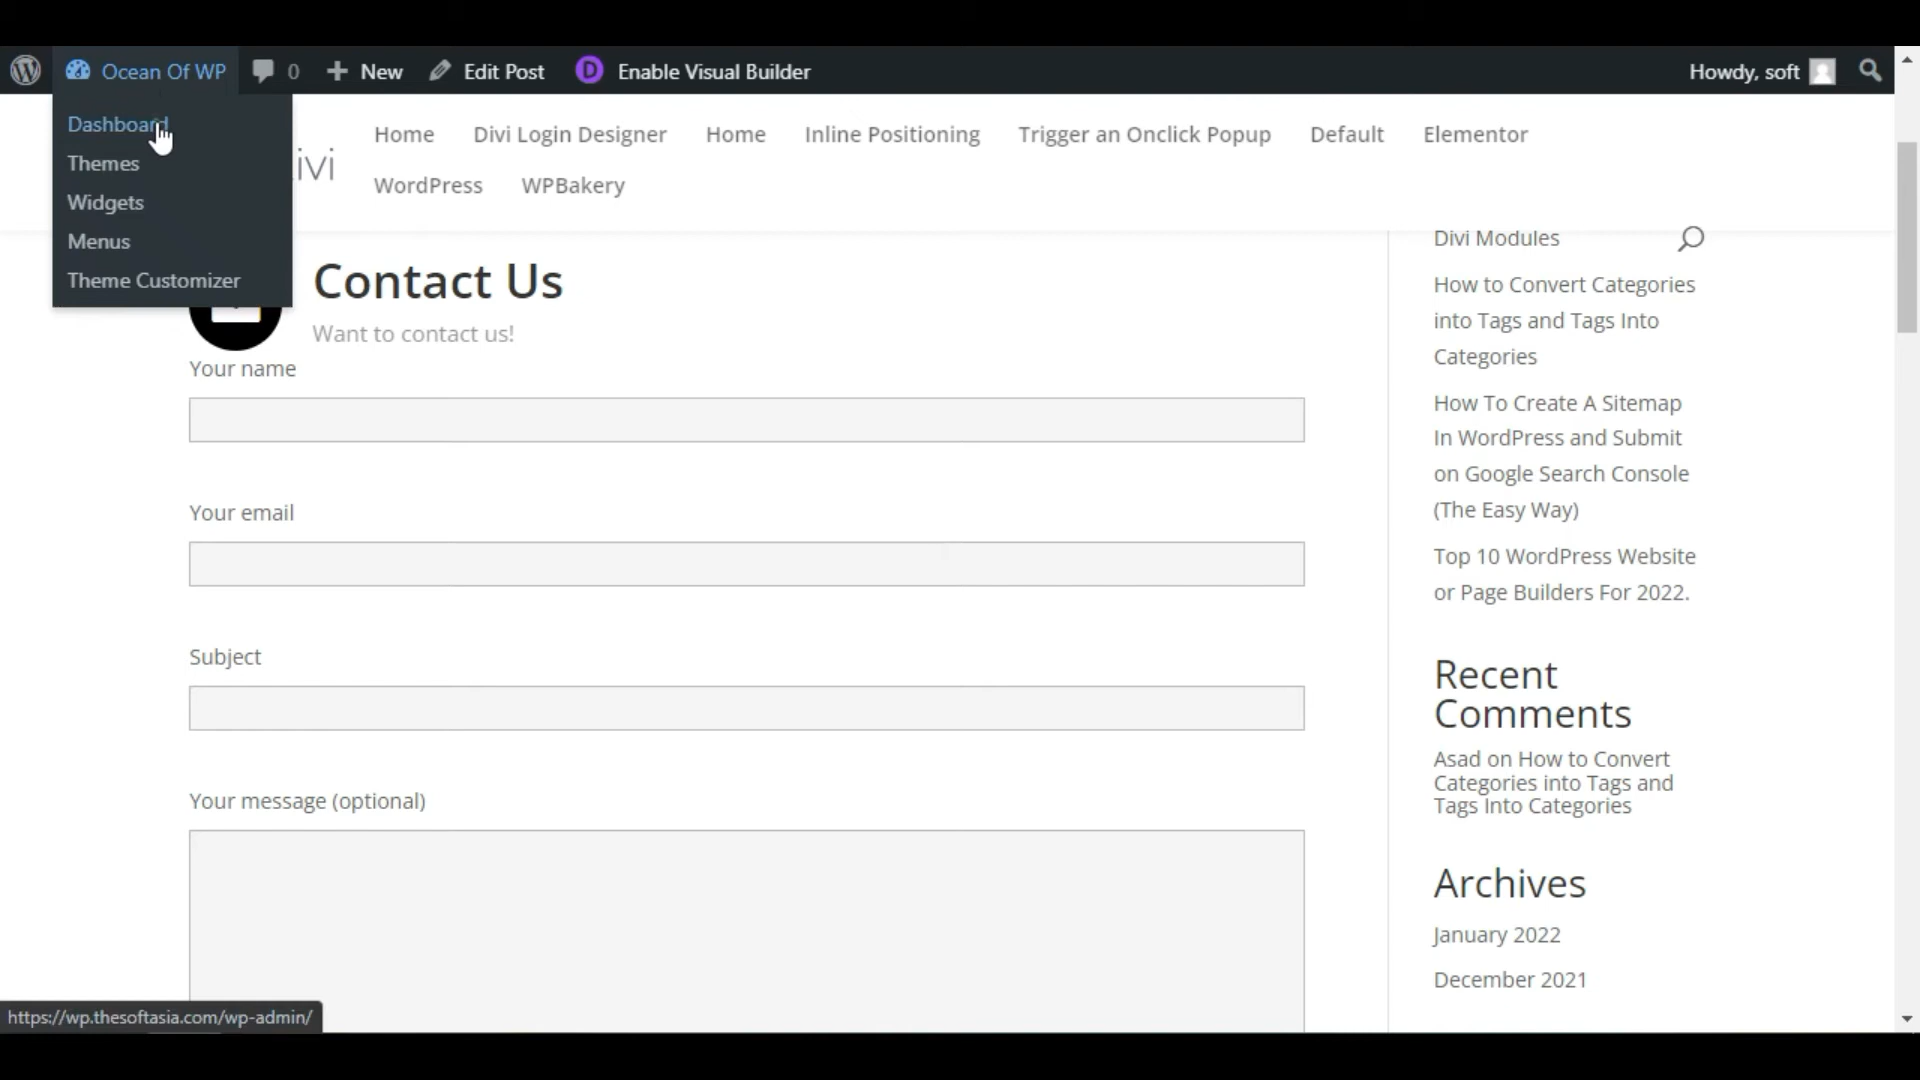 Ocean Of WP 0 New Edit Post D Enable Visual Builder Howdy, soft
Dashboard
Themes
Widgets
Menus
Theme Customizer
ivi
Home Divi Login Designer Home Inline Positioning Trigger an Onclick Popup Default Elementor
WordPress WPBakery
Contact Us
Want to contact us!
Your name
Your email
Subject
Your message (optional)
Divi Modules
How to Convert Categories
into Tags and Tags Into
Categories
How To Create A Sitemap
In WordPress and Submit
on Google Search Console
(The Easy Way)
Top 10 WordPress Website
or Page Builders For 2022.
Recent
Comments
Asad on How to Convert
Categories into Tags and
Tags Into Categories
Archives
January 2022
December 2021
https://wp.thesoftasia.com/wp-admin/